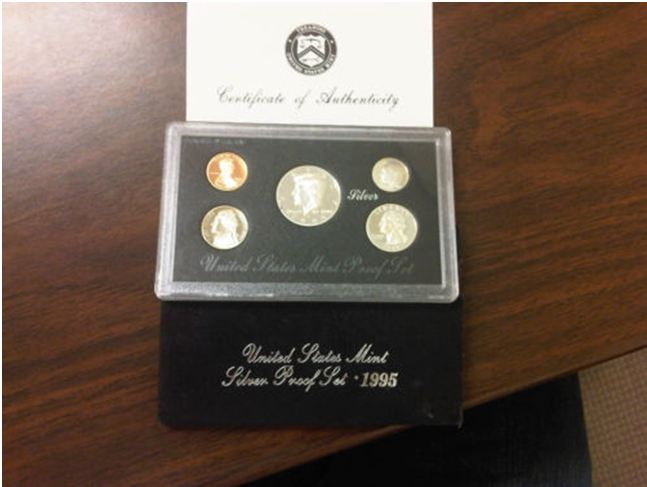 Certificate of Authenticity
Silver
United States Mint Proof Set
United States Mint
Silver Proof Set · 1995